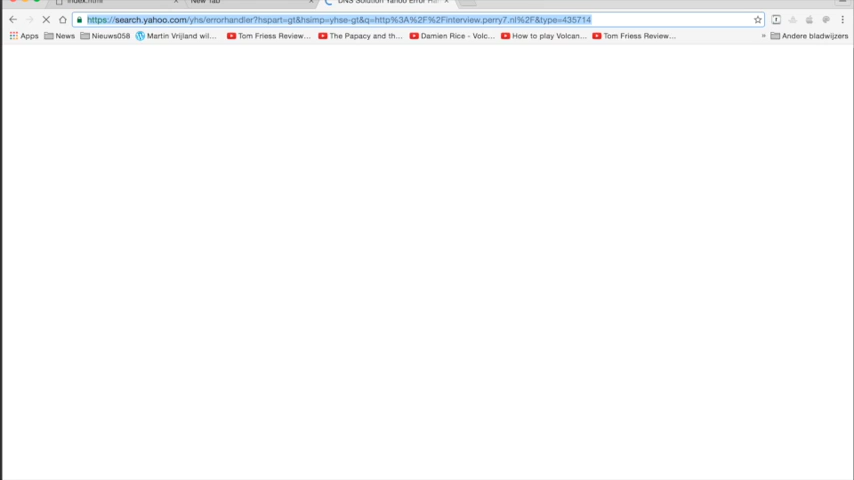 index.html
New Tab
DNS Solution Yahoo Error Ha
https://search.yahoo.com/yhs/errorhandler?hspart=gt&hsimp=yhse-gt&q=http%3A%2F%2Finterview.perry7.nl%2F&type=435714
Apps News Nieuws058 Martin Vrijland wil... Tom Friess Review... The Papacy and th... Damien Rice - Volc... How to play Volcan... Tom Friess Review... » Andere bladwijzers